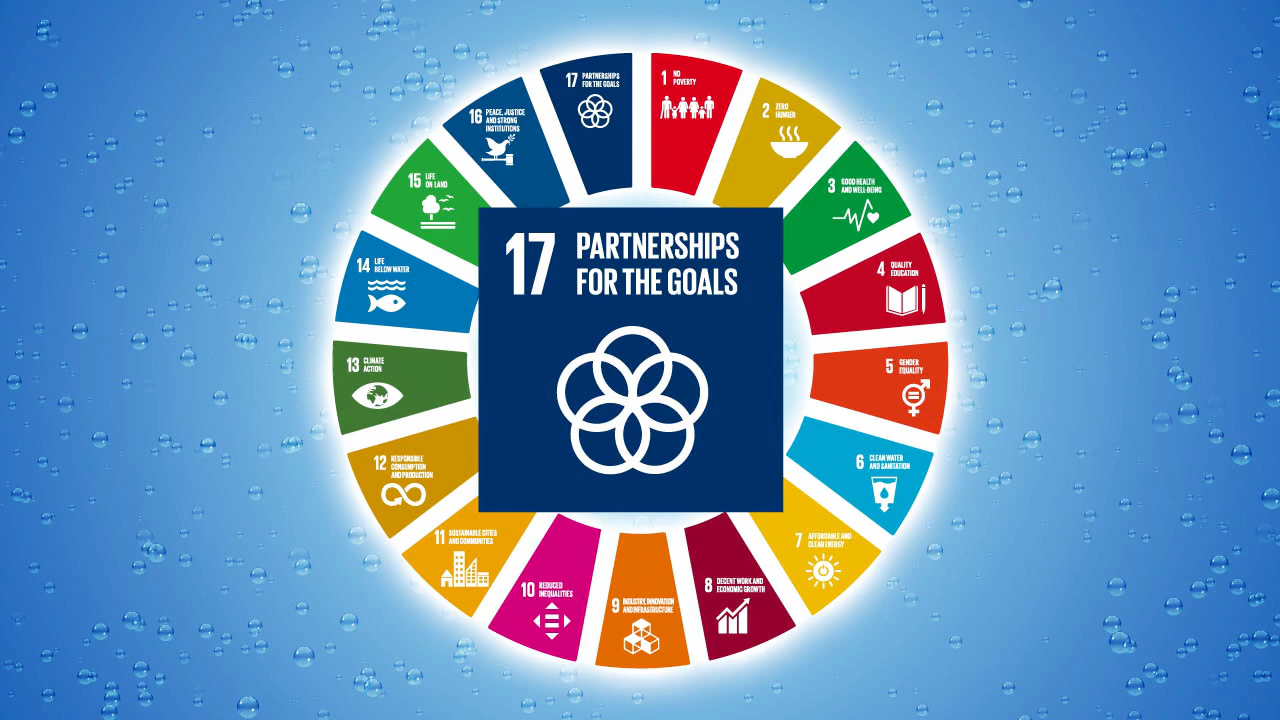 17 PARTNERSHIPS
FOR THE GOALS
1 NO
POVERTY
2 ZERO
HUNGER
3 GOOD HEALTH
AND WELL-BEING
4 QUALITY
EDUCATION
5 GENDER
EQUALITY
6 CLEAN WATER
AND SANITATION
7 AFFORDABLE AND
CLEAN ENERGY
8 DECENT WORK AND
ECONOMIC GROWTH
9 INDUSTRY, INNOVATION
AND INFRASTRUCTURE
10 REDUCED
INEQUALITIES
11 SUSTAINABLE CITIES
AND COMMUNITIES
12 RESPONSIBLE
CONSUMPTION
AND PRODUCTION
13 CLIMATE
ACTION
14 LIFE
BELOW WATER
15 LIFE
ON LAND
16 PEACE, JUSTICE
AND STRONG
INSTITUTIONS
17 PARTNERSHIPS
FOR THE GOALS